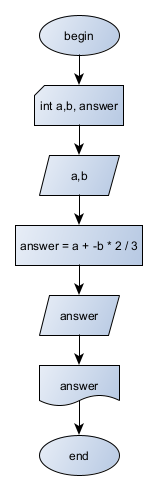 begin
int a,b, answer
a,b
answer = a + -b * 2 / 3
answer
answer
end